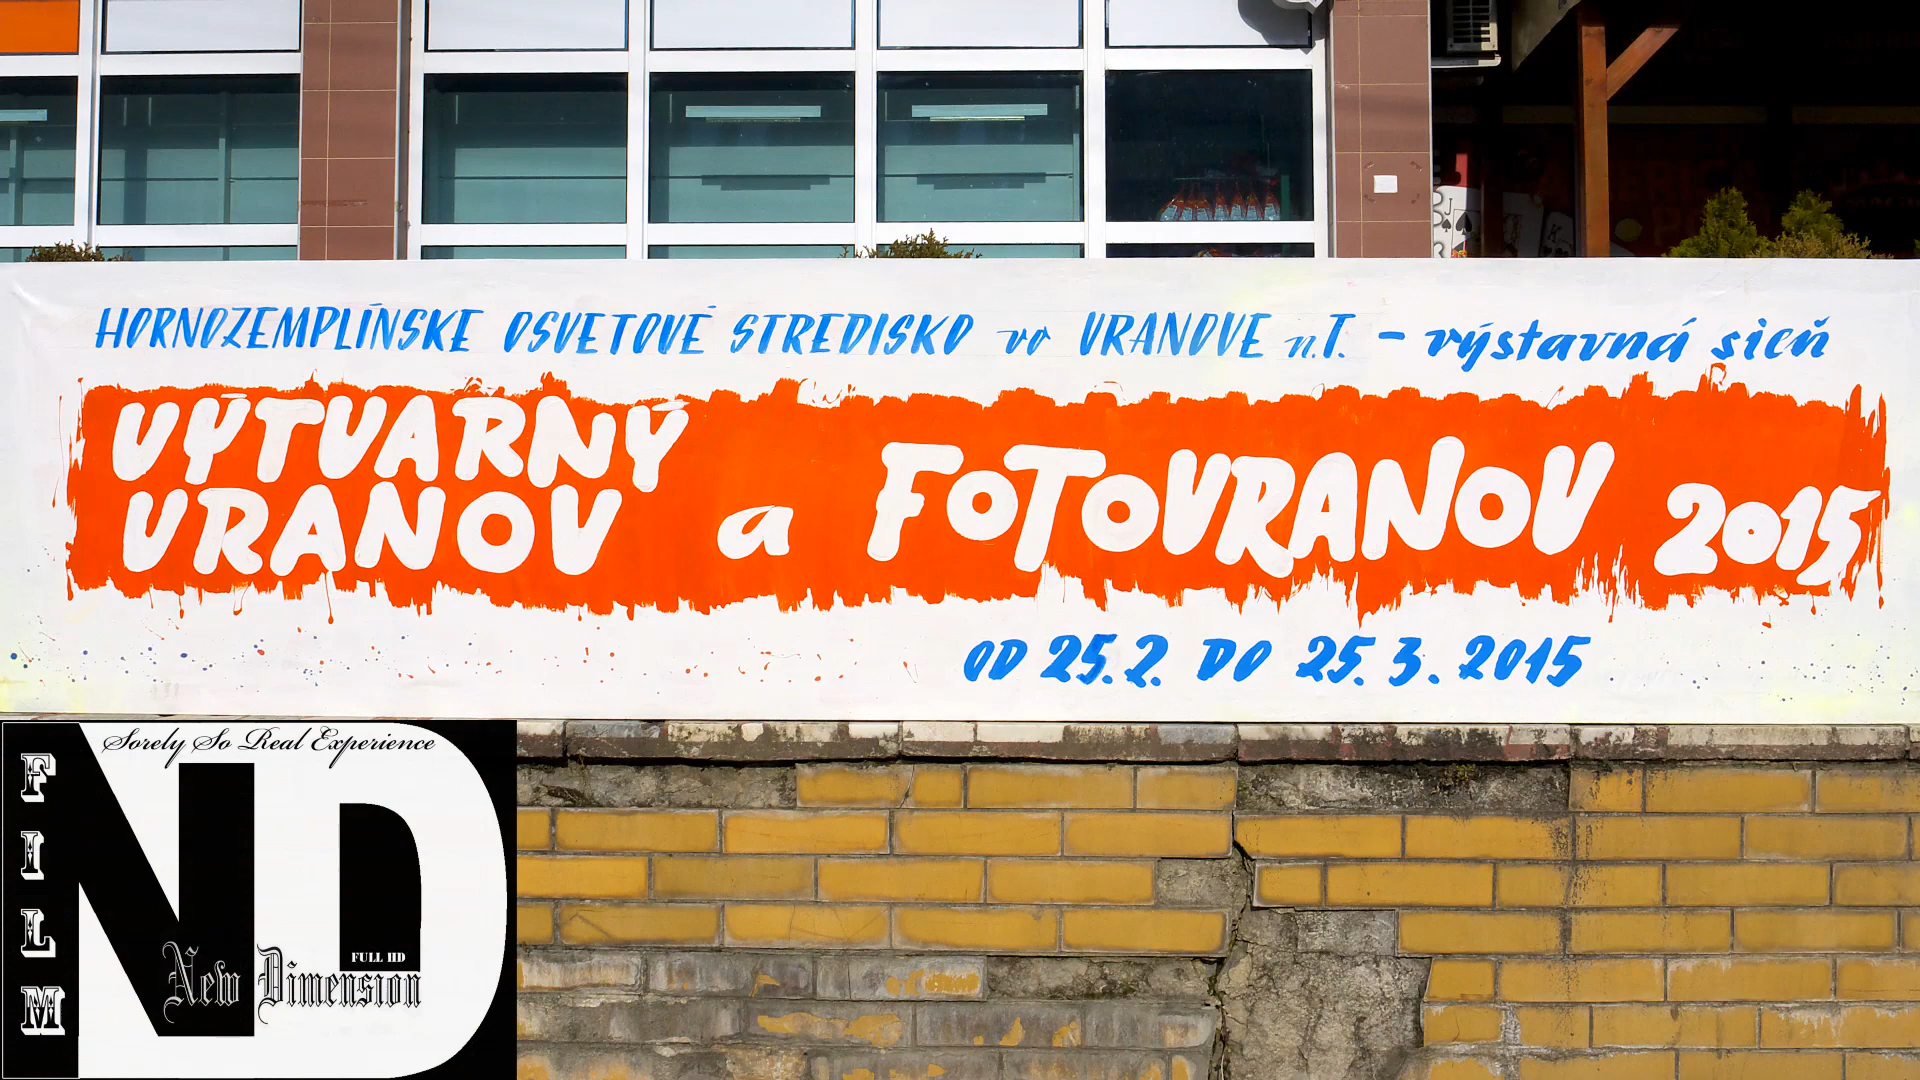 HORNOZEMPLÍNSKE OSVETOVÉ STREDISKO vo VRANOVE n.T. - výstavná sieň
VÝTVARNÝ
VRANOV a FOTOVRANOV 2015
OD 25.2. DO 25.3.2015
Sorely So Real Experience
FILM
ND
FULL HD
New Dimension